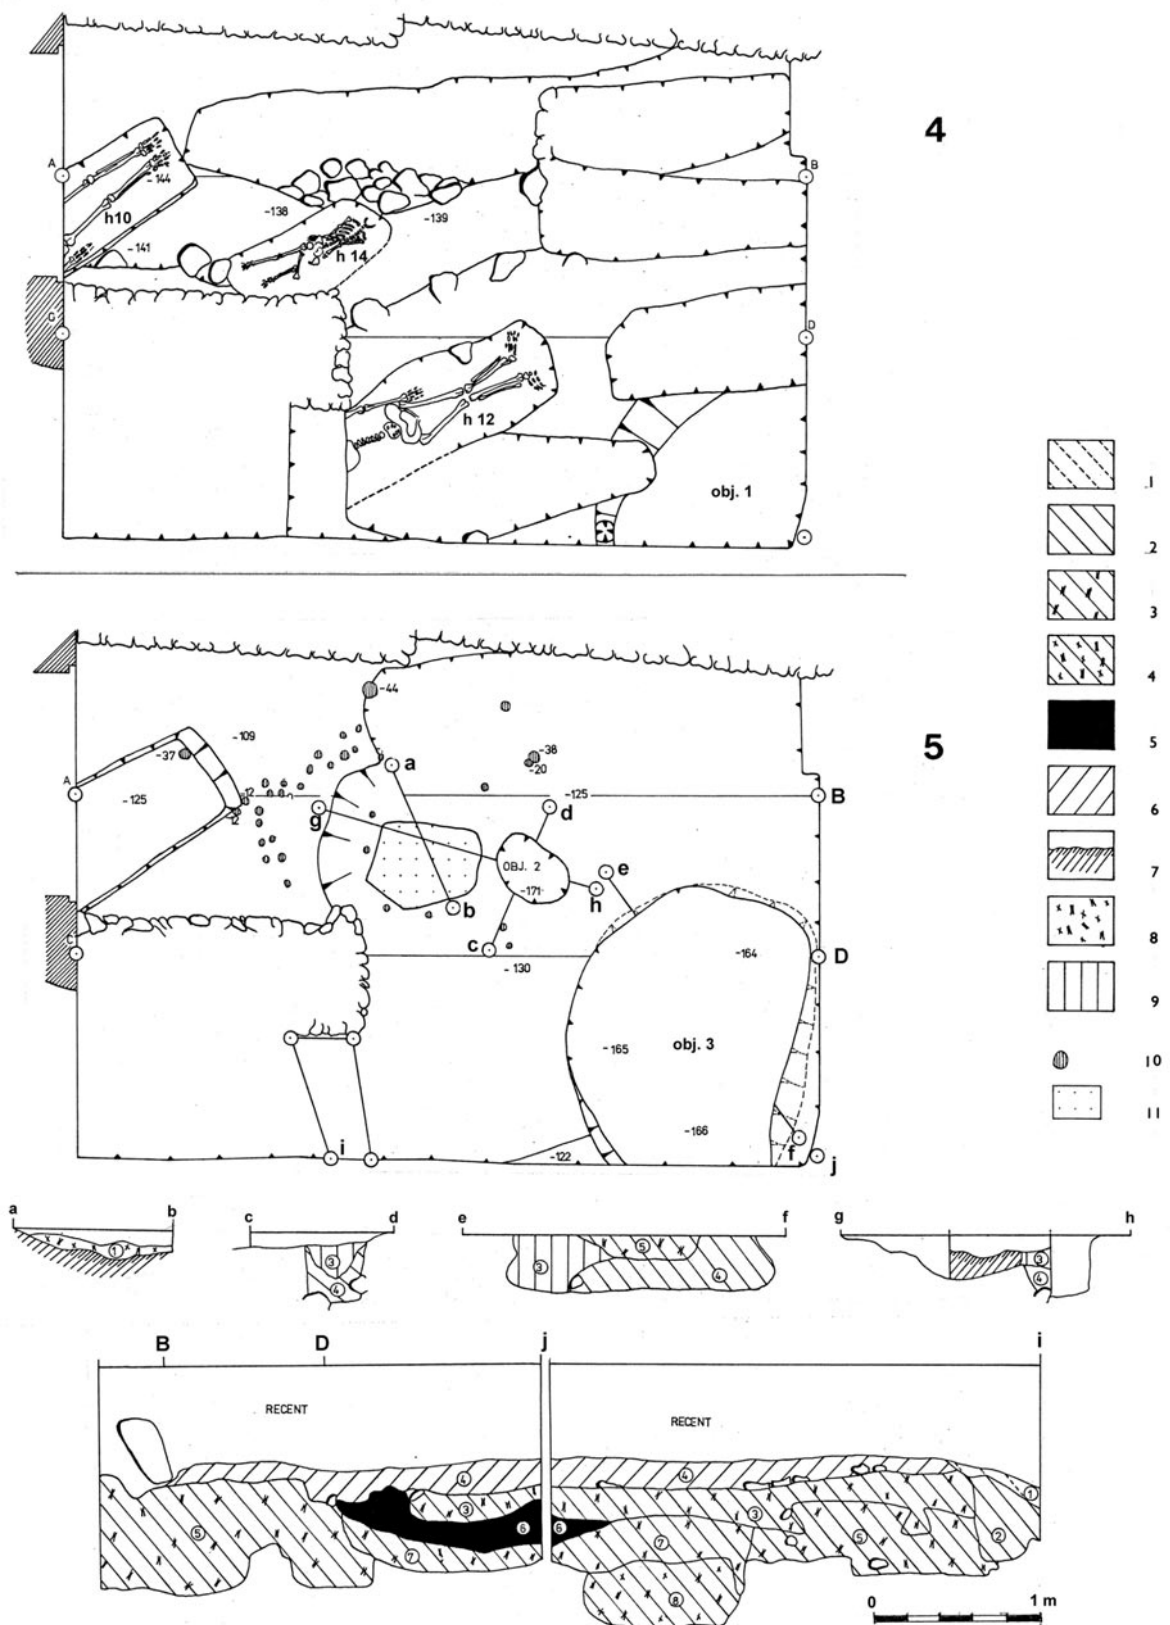 4
A
B
-144
h10
-138
-139
-141
h 14
D
h 12
obj. 1
1
2
3
4
5
6
7
8
9
10
11
5
-44
-109
-37
a
-38
-20
A
-125
-12
-125
B
12
g
d
OBJ. 2
e
-171
h
b
C
c
-130
-164
D
-165
obj. 3
-166
f
i
-122
j
a b c d e f g h
1 3 4 3 5 4 3 4
B D j i
RECENT RECENT
4 4 1
3 3
5 6 6 5 2
7 7
8
0 1 m